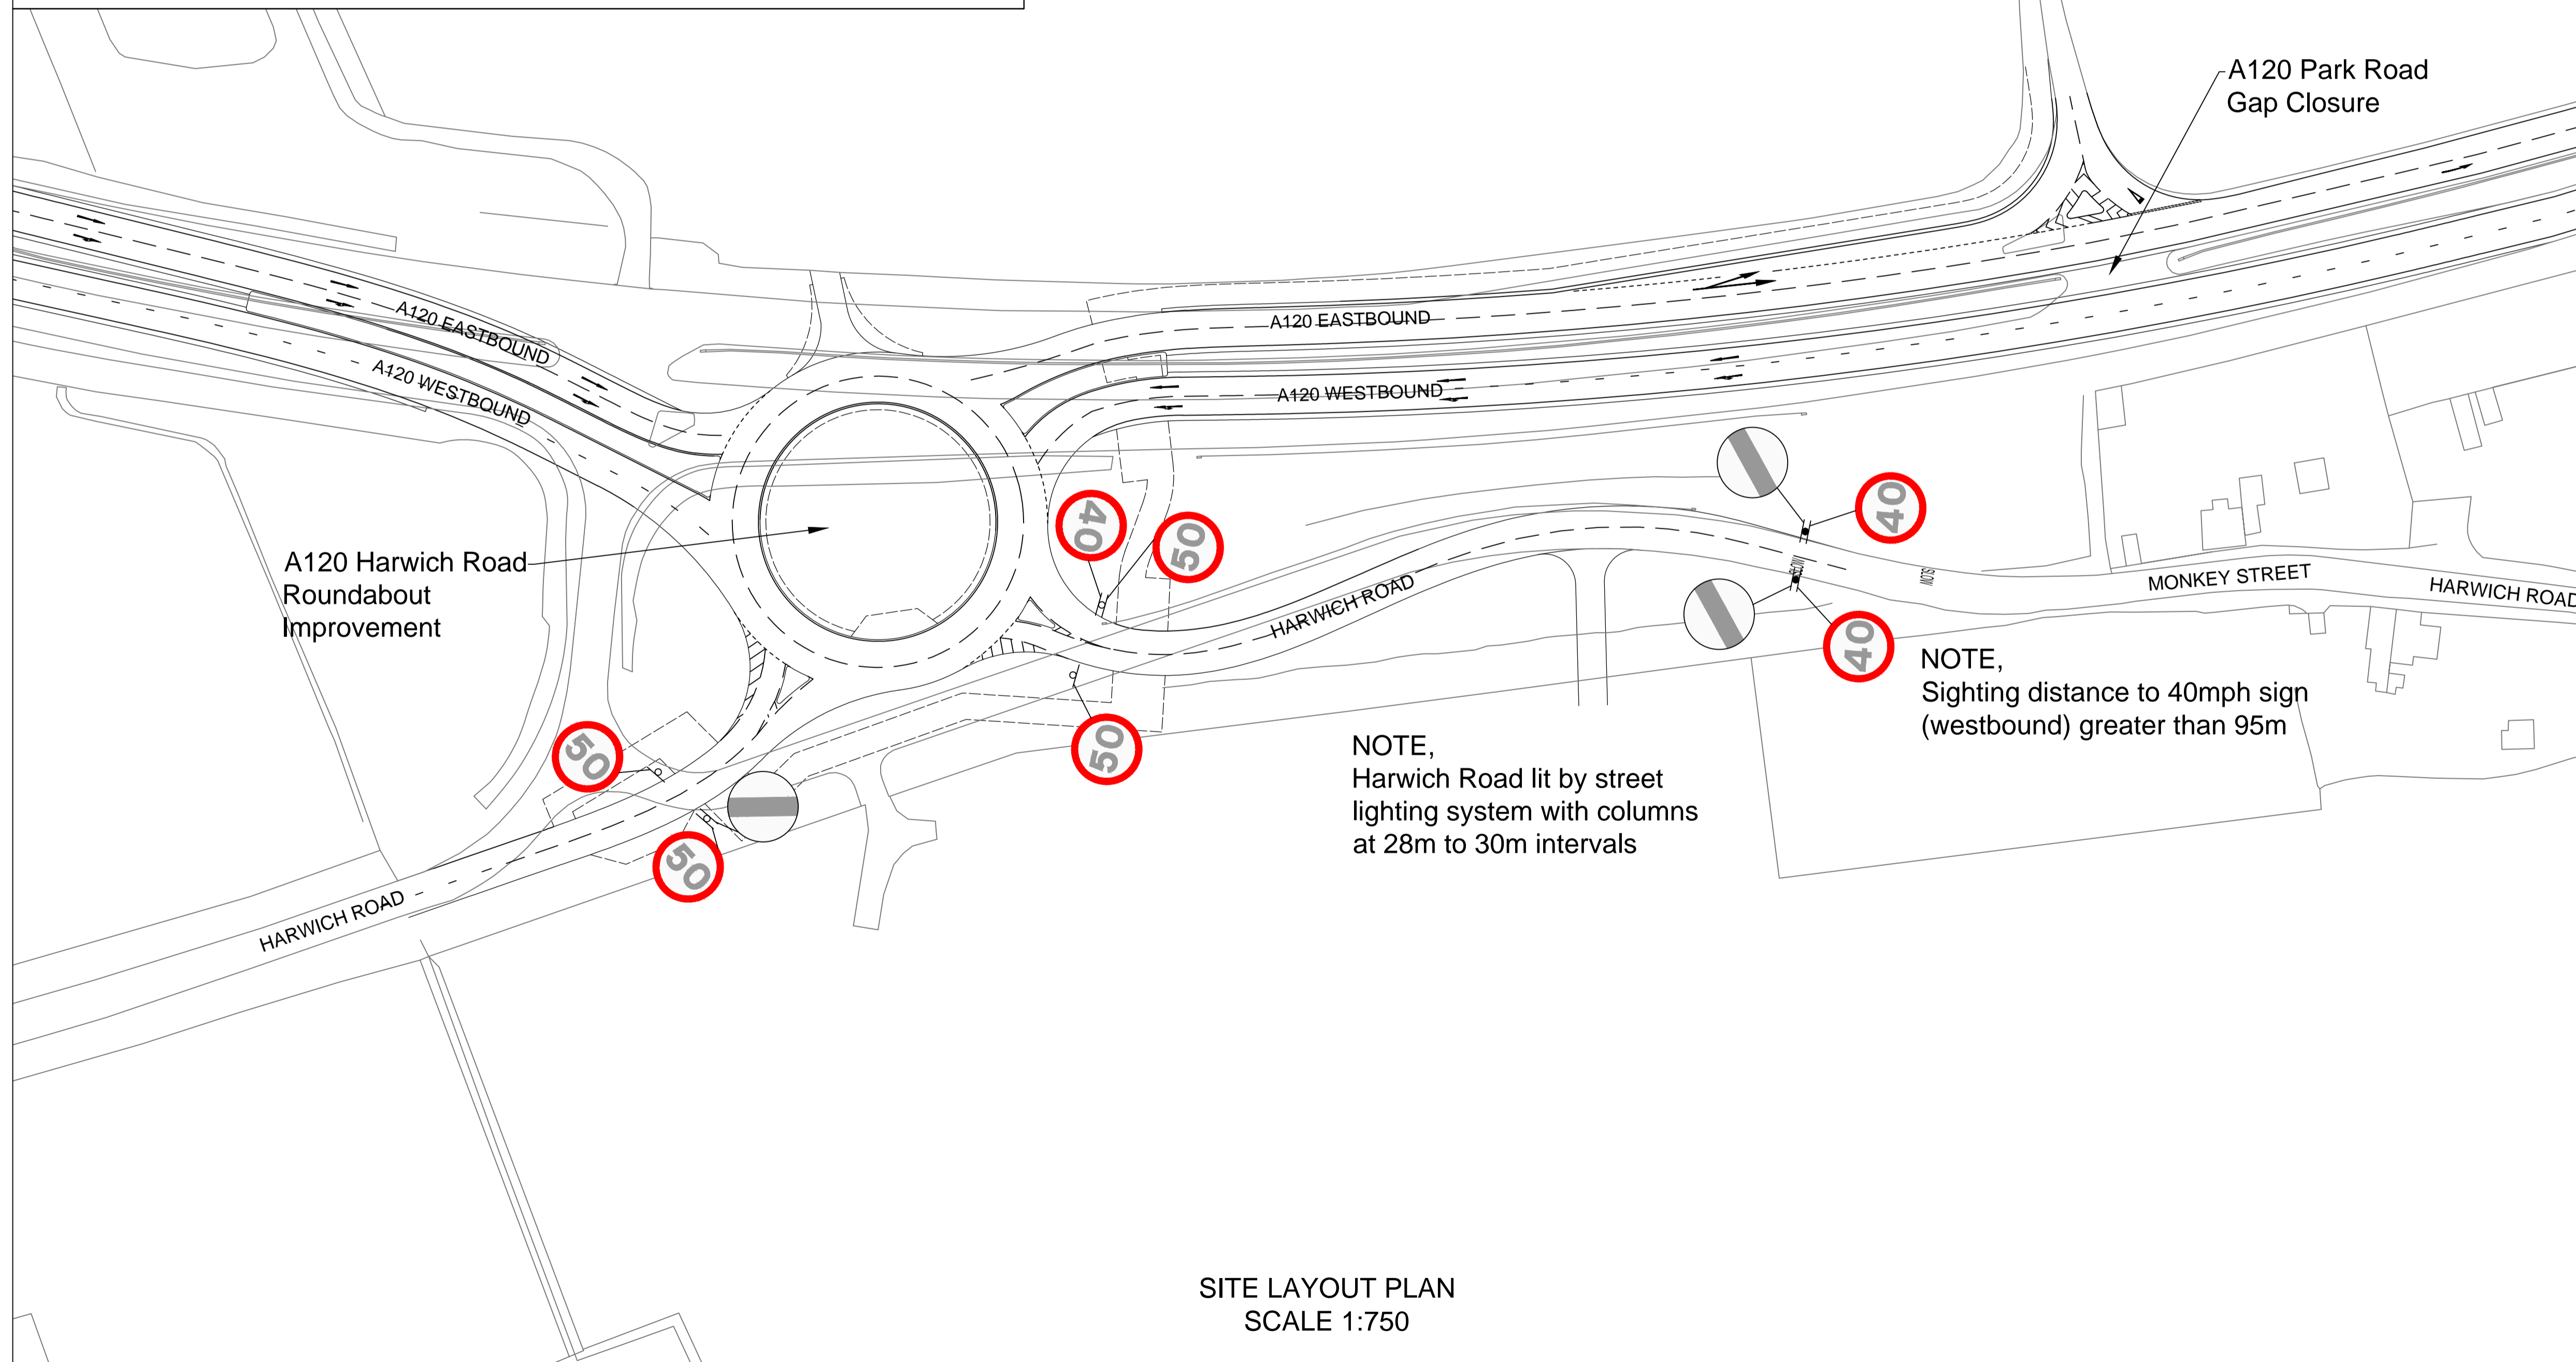 A120 Park Road
Gap Closure
A120 EASTBOUND
A120 WESTBOUND
A120 EASTBOUND
A120 WESTBOUND
A120 Harwich Road
Roundabout
Improvement
40
50
40
SLOW
SLOW
MONKEY STREET
HARWICH ROAD
HARWICH ROAD
40
50
50
50
HARWICH ROAD
NOTE,
Sighting distance to 40mph sign
(westbound) greater than 95m
NOTE,
Harwich Road lit by street
lighting system with columns
at 28m to 30m intervals
SITE LAYOUT PLAN
SCALE 1:750